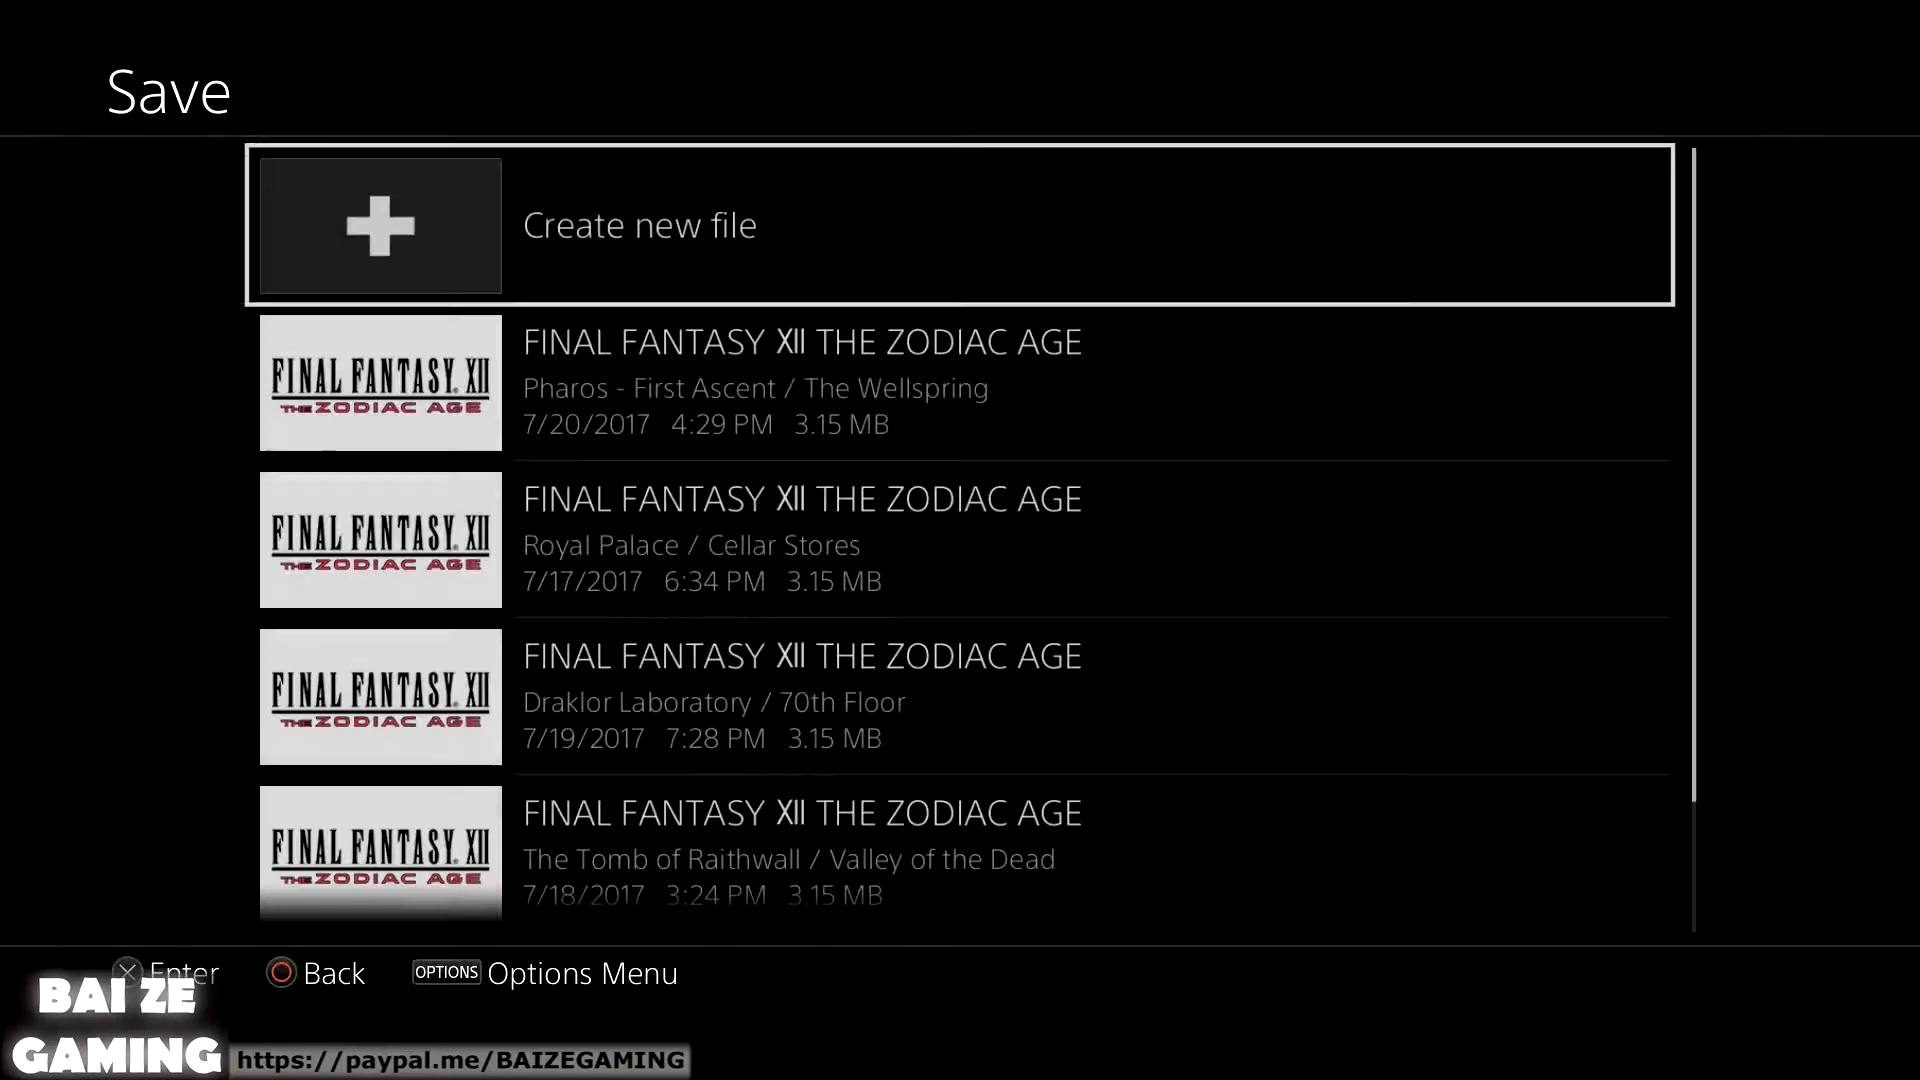 Save
Create new file
FINAL FANTASY XII
THE ZODIAC AGE
FINAL FANTASY XII THE ZODIAC AGE
Pharos - First Ascent / The Wellspring
7/20/2017 4:29 PM 3.15 MB
FINAL FANTASY XII
THE ZODIAC AGE
FINAL FANTASY XII THE ZODIAC AGE
Royal Palace / Cellar Stores
7/17/2017 6:34 PM 3.15 MB
FINAL FANTASY XII
THE ZODIAC AGE
FINAL FANTASY XII THE ZODIAC AGE
Draklor Laboratory / 70th Floor
7/19/2017 7:28 PM 3.15 MB
FINAL FANTASY XII
THE ZODIAC AGE
FINAL FANTASY XII THE ZODIAC AGE
The Tomb of Raithwall / Valley of the Dead
7/18/2017 3:24 PM 3.15 MB
Enter Back OPTIONS Options Menu
BAI ZE
GAMING
https://paypal.me/BAIZEGAMING